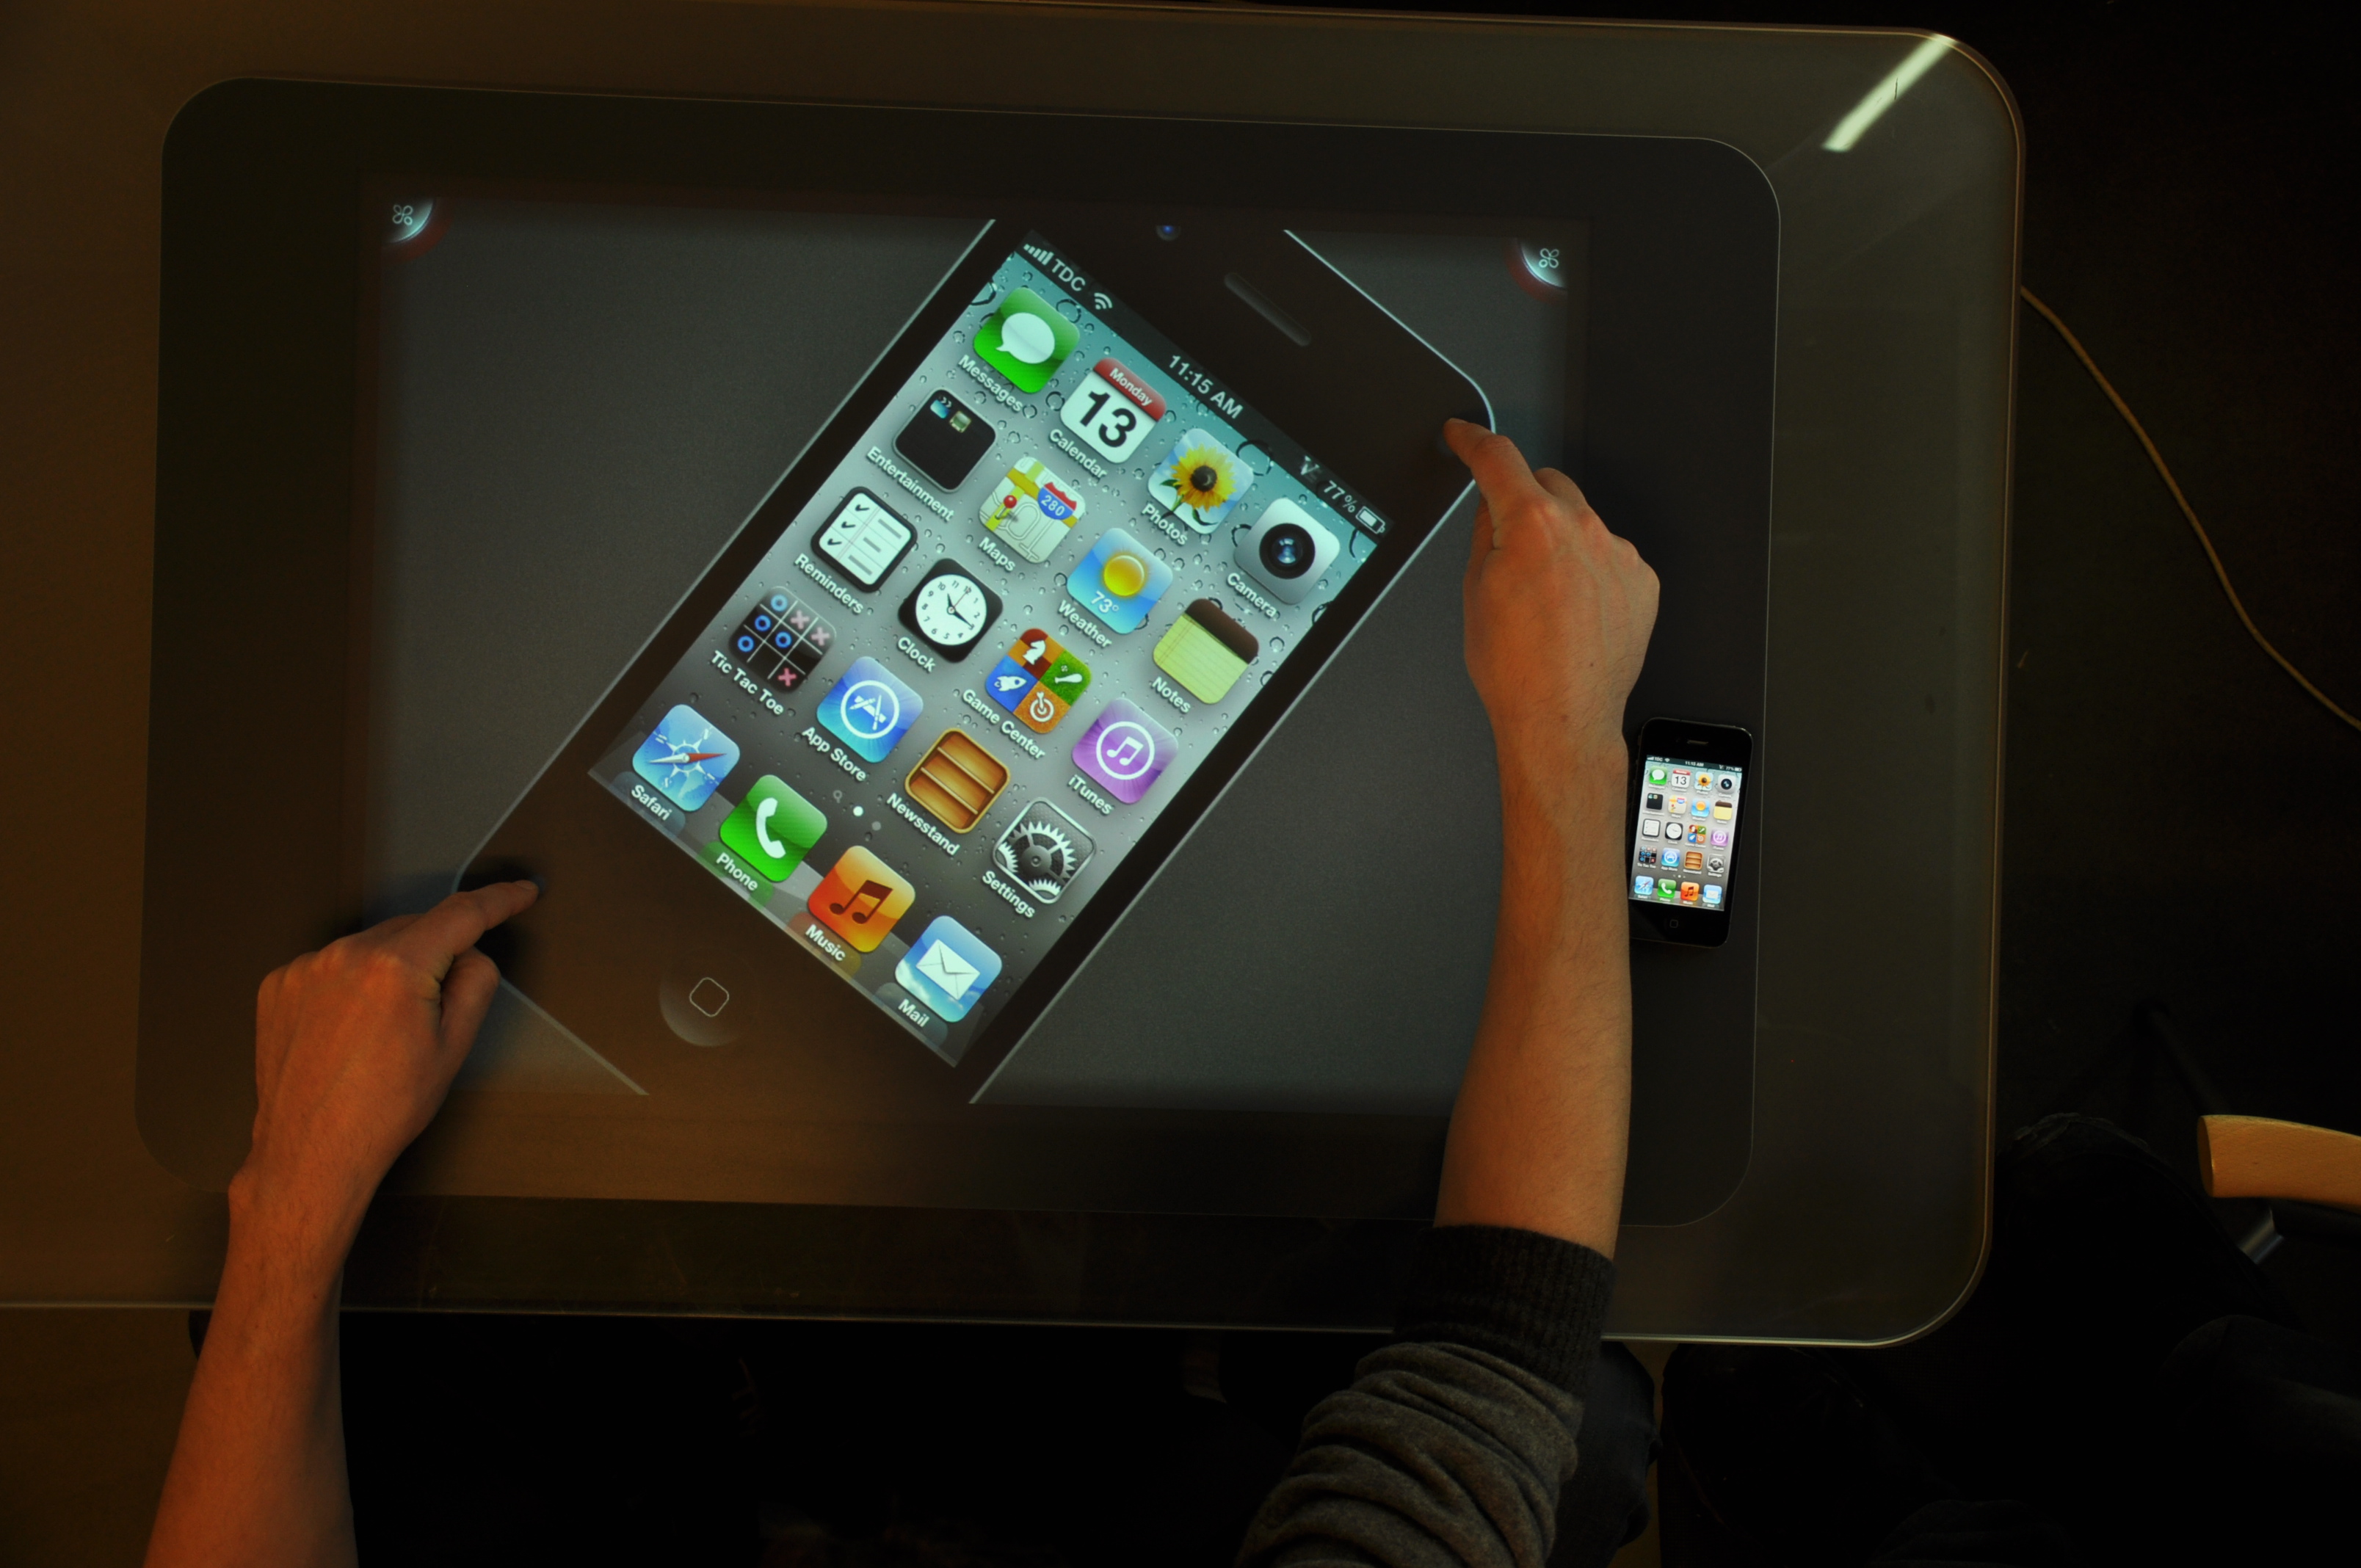 TDC 11:15 AM 77%
Messages
Monday
13
Calendar
Photos
Camera
Entertainment
280
Maps
73°
Weather
Notes
Reminders
Clock
Game Center
iTunes
Tic Tac Toe
App Store
Newsstand
Settings
Safari
Phone
Music
Mail
13